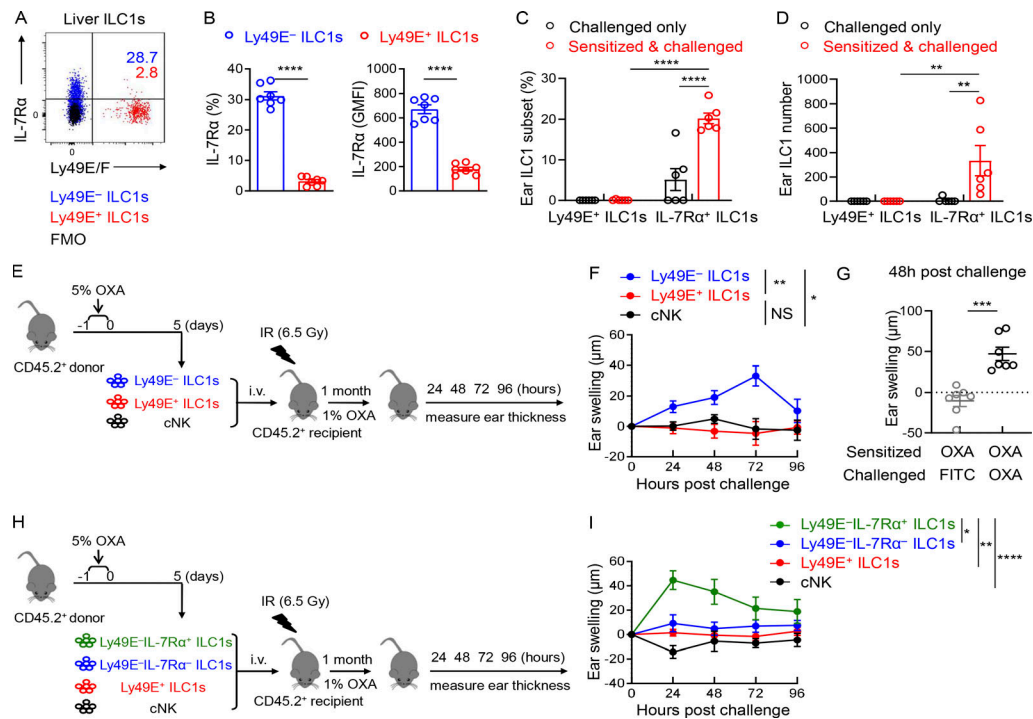 A
Liver ILC1s
28.7
2.8
IL-7Rα
0
0
Ly49E/F
Ly49E⁻ ILC1s
Ly49E⁺ ILC1s
FMO
B
Ly49E⁻ ILC1s
Ly49E⁺ ILC1s
IL-7Rα (%)
40
30
20
10
0
****
IL-7Rα (GMFI)
1000
800
600
400
200
0
****
C
Challenged only
Sensitized & challenged
Ear ILC1 subset (%)
50
40
30
20
10
0
****
****
Ly49E⁺ ILC1s
IL-7Rα⁺ ILC1s
D
Challenged only
Sensitized & challenged
Ear ILC1 number
1000
800
600
400
200
0
**
**
Ly49E⁺ ILC1s
IL-7Rα⁺ ILC1s
E
5% OXA
-1 0 5 (days)
CD45.2⁺ donor
Ly49E⁻ ILC1s
Ly49E⁺ ILC1s
cNK
i.v.
IR (6.5 Gy)
CD45.2⁺ recipient
1 month
1% OXA
24 48 72 96 (hours)
measure ear thickness
F
Ly49E⁻ ILC1s
Ly49E⁺ ILC1s
cNK
**
NS
*
Ear swelling (μm)
60
40
20
0
-20
0 24 48 72 96
Hours post challenge
G
48h post challenge
***
Ear swelling (μm)
100
50
0
-50
Sensitized OXA OXA
Challenged FITC OXA
H
5% OXA
-1 0 5 (days)
CD45.2⁺ donor
Ly49E⁻IL-7Rα⁺ ILC1s
Ly49E⁻IL-7Rα⁻ ILC1s
Ly49E⁺ ILC1s
cNK
i.v.
IR (6.5 Gy)
CD45.2⁺ recipient
1 month
1% OXA
24 48 72 96 (hours)
measure ear thickness
I
Ly49E⁻IL-7Rα⁺ ILC1s
Ly49E⁻IL-7Rα⁻ ILC1s
Ly49E⁺ ILC1s
cNK
*
**
****
Ear swelling (μm)
60
40
20
0
-20
-40
0 24 48 72 96
Hours post challenge